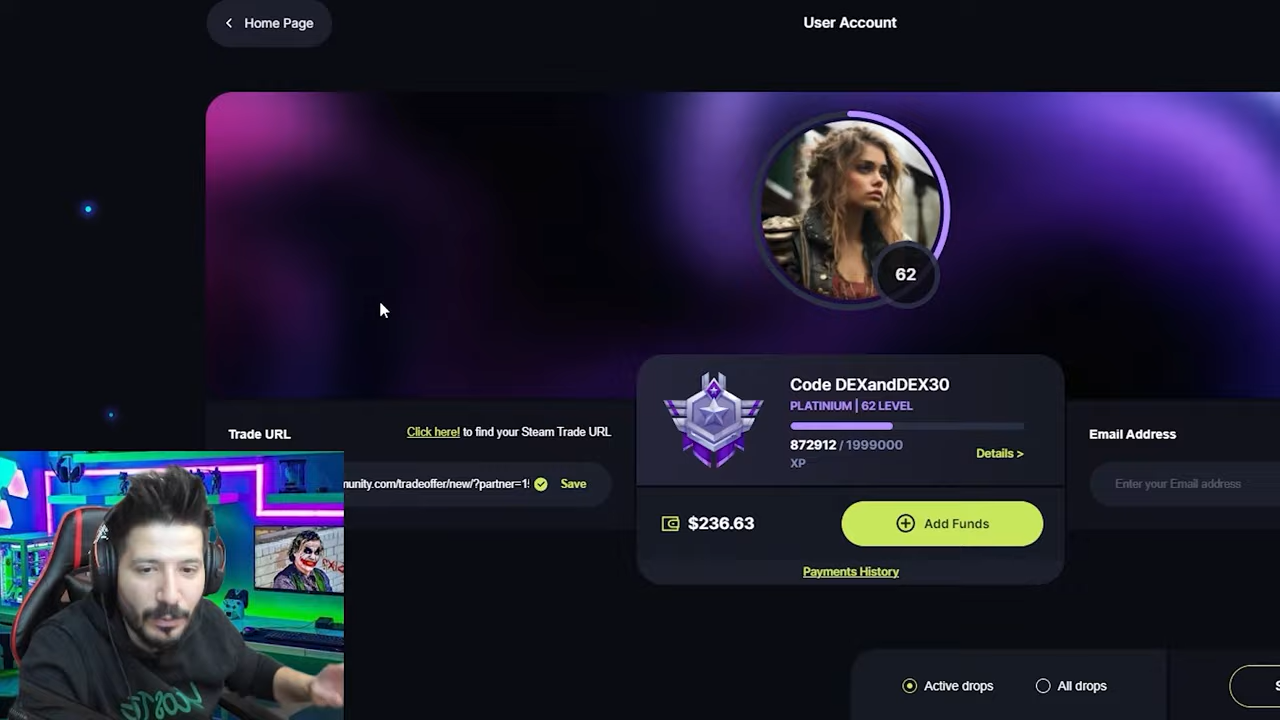 Home Page
User Account
62
Code DEXandDEX30
PLATINIUM | 62 LEVEL
872912 / 1999000
XP
Details >
Trade URL
Click here! to find your Steam Trade URL
munity.com/tradeoffer/new/?partner=1!
Save
Email Address
Enter your Email address
$236.63
Add Funds
Payments History
Active drops
All drops